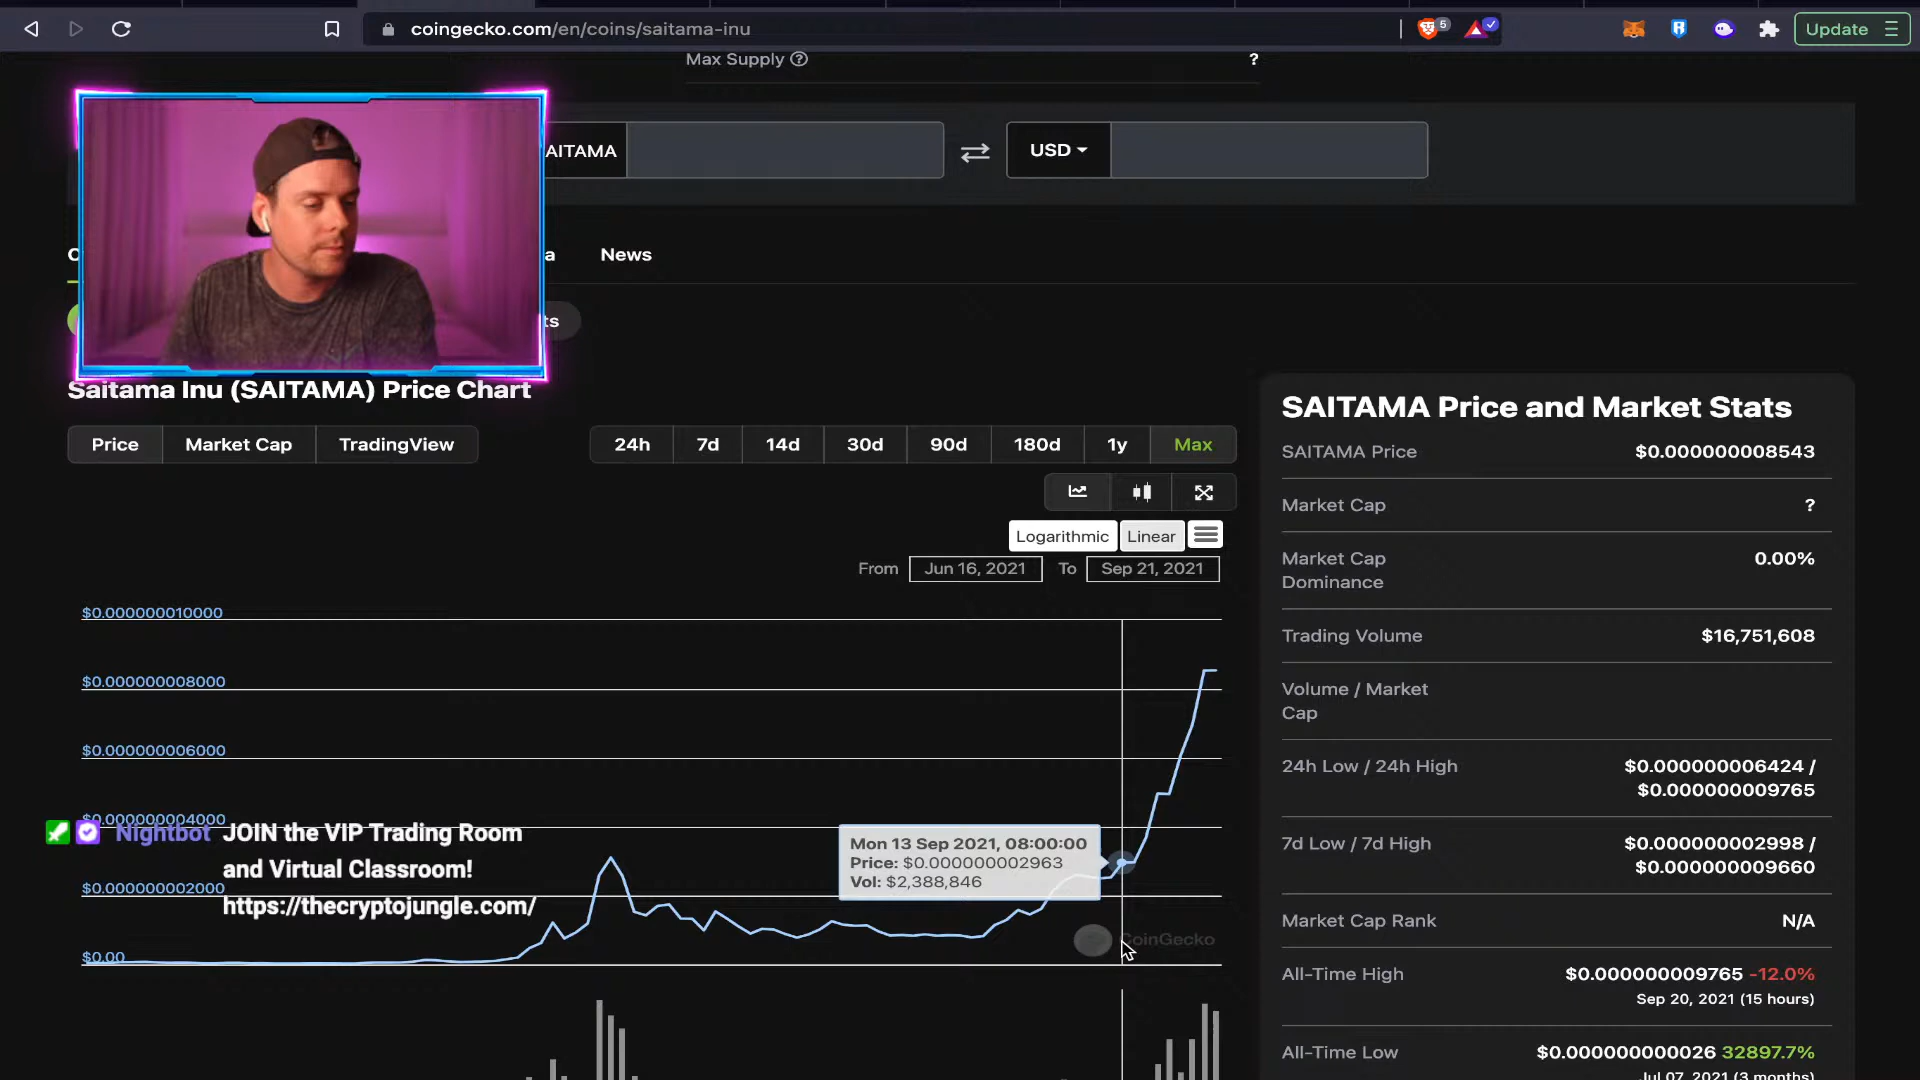 coingecko.com/en/coins/saitama-inu
5
Update
Max Supply ?
?
AITAMA
USD
a
News
ts
Saitama Inu (SAITAMA) Price Chart
Price
Market Cap
TradingView
24h
7d
14d
30d
90d
180d
1y
Max
Logarithmic
Linear
From
Jun 16, 2021
To
Sep 21, 2021
$0.000000010000
$0.000000008000
$0.000000006000
$0.000000004000
$0.000000002000
$0.00
Mon 13 Sep 2021, 08:00:00
Price: $0.000000002963
Vol: $2,388,846
CoinGecko
Nightbot JOIN the VIP Trading Room
and Virtual Classroom!
https://thecryptojungle.com/
SAITAMA Price and Market Stats
SAITAMA Price
$0.000000008543
Market Cap
?
Market Cap
Dominance
0.00%
Trading Volume
$16,751,608
Volume / Market
Cap
24h Low / 24h High
$0.000000006424 /
$0.000000009765
7d Low / 7d High
$0.000000002998 /
$0.000000009660
Market Cap Rank
N/A
All-Time High
$0.000000009765 -12.0%
Sep 20, 2021 (15 hours)
All-Time Low
$0.000000000026 32897.7%
Jul 07, 2021 (3 months)